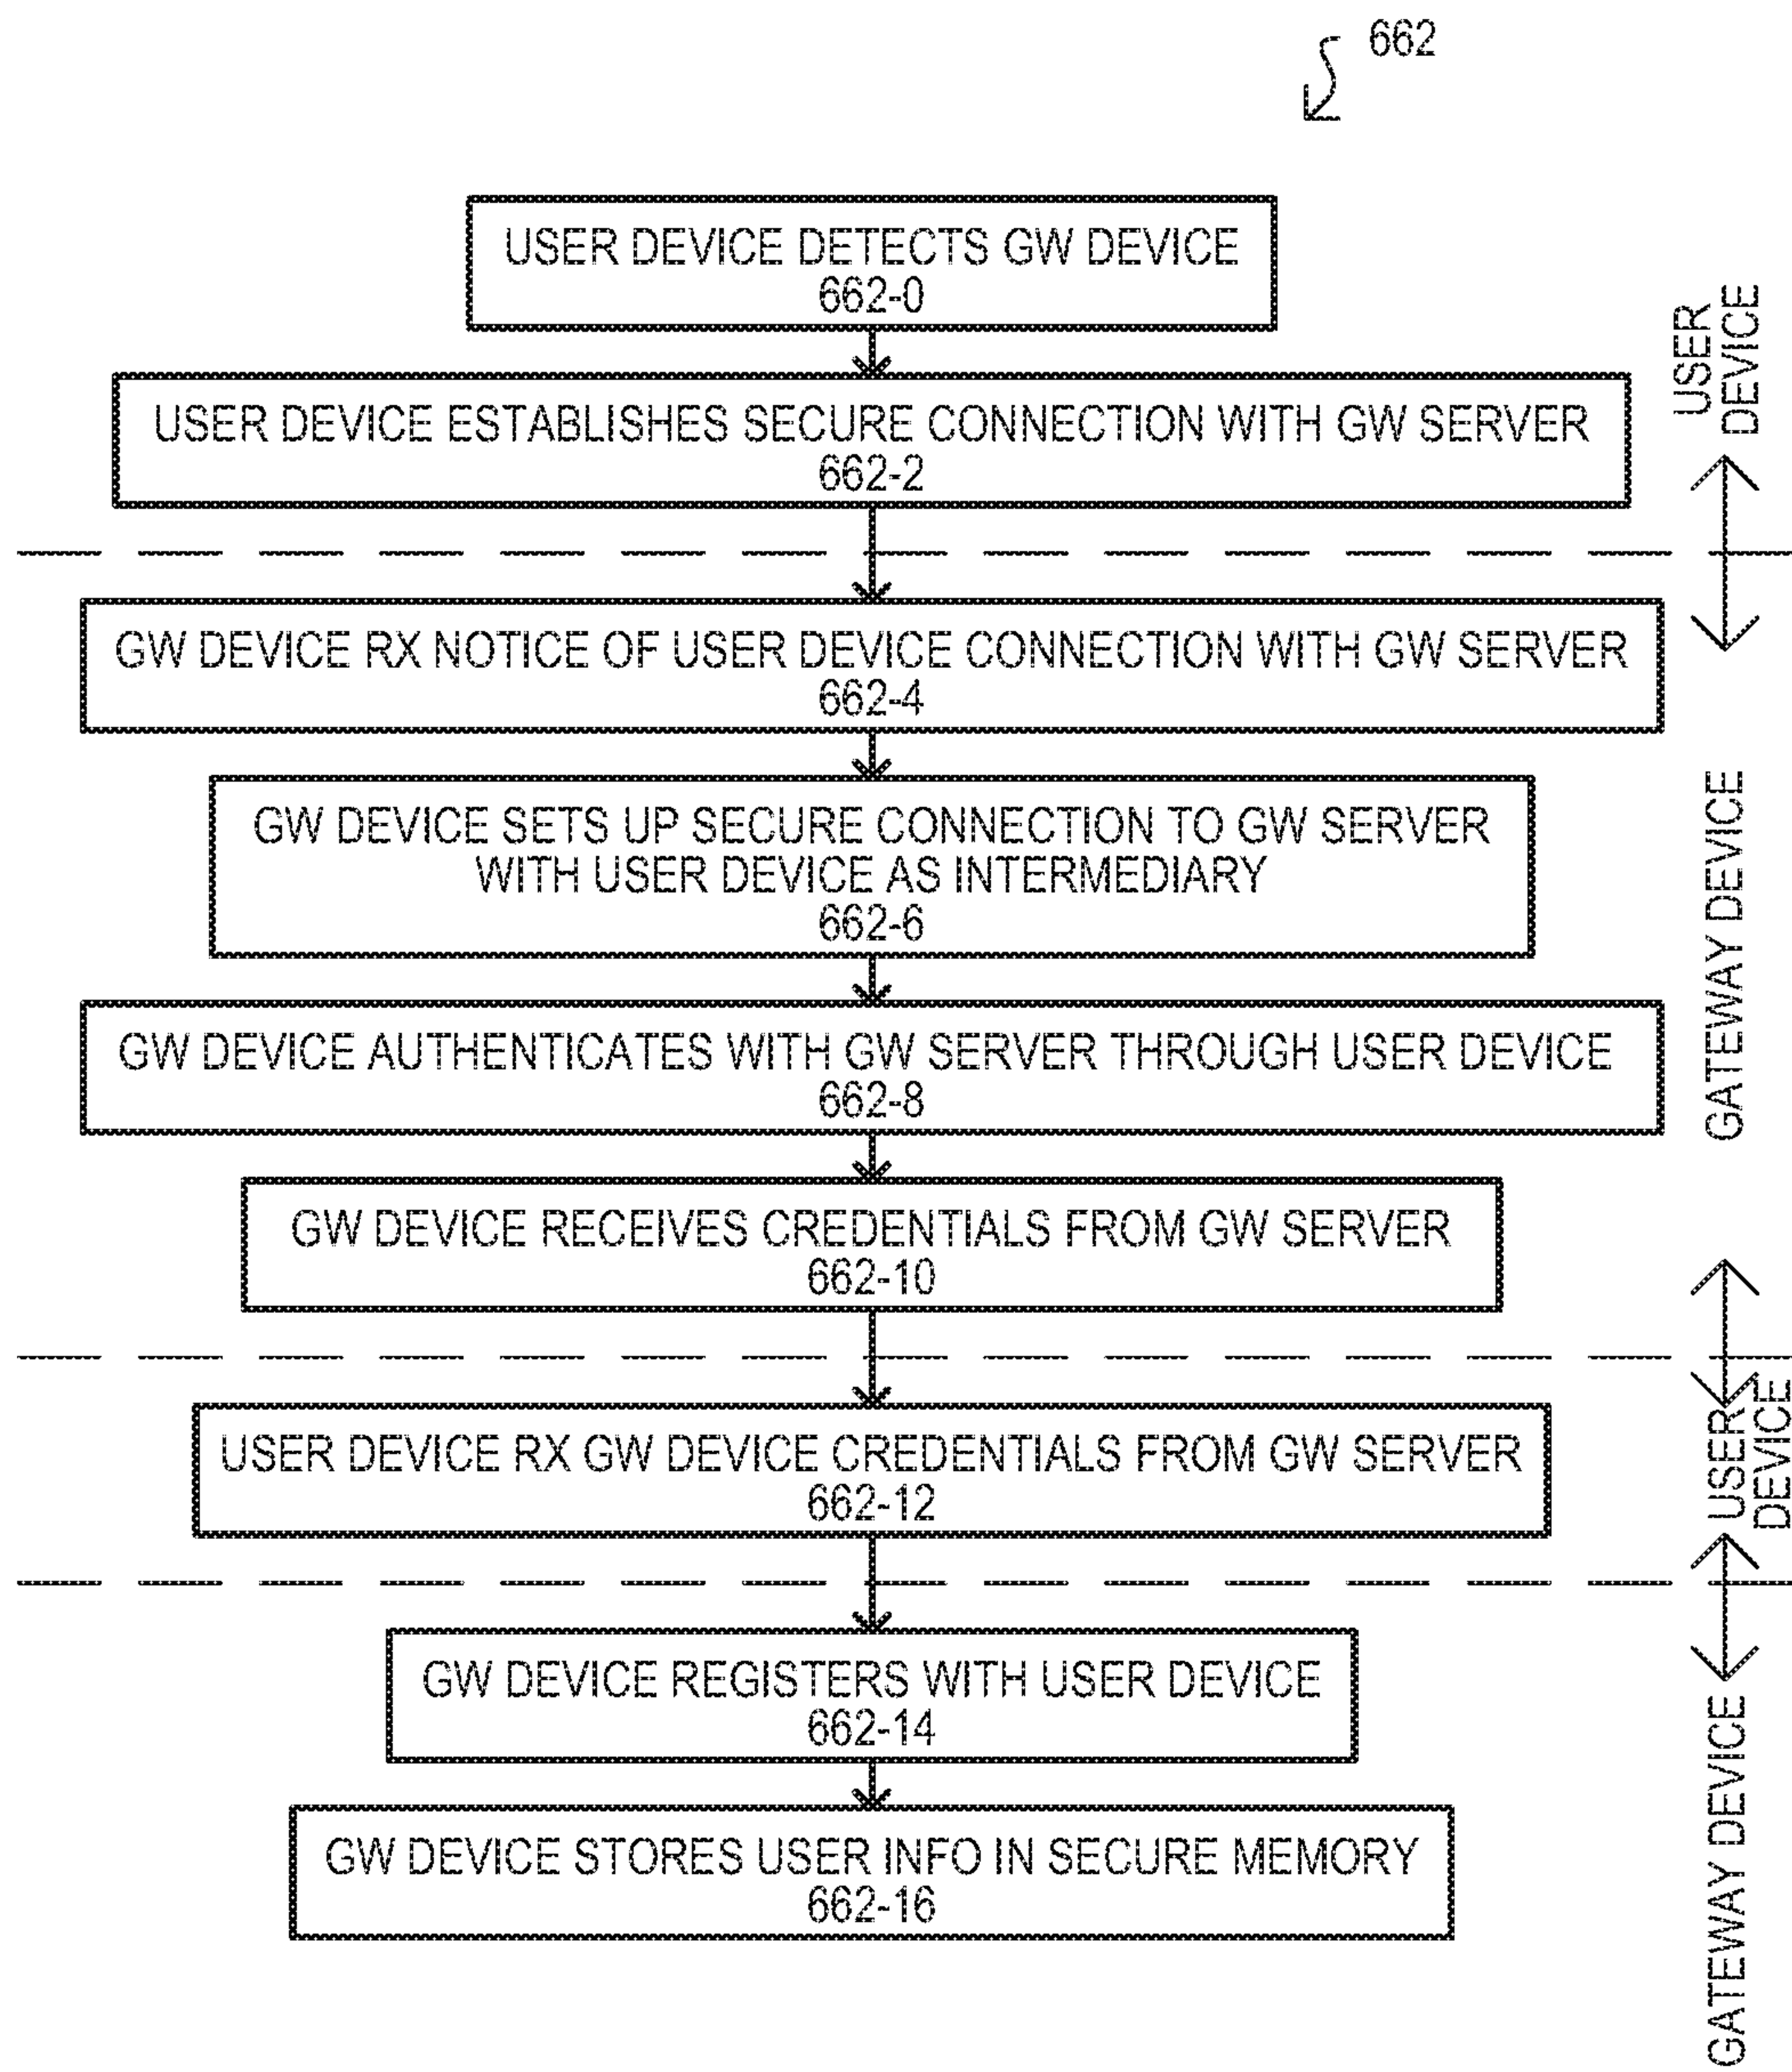 662
USER DEVICE DETECTS GW DEVICE
662-0
USER DEVICE ESTABLISHES SECURE CONNECTION WITH GW SERVER
662-2
USER
DEVICE
GW DEVICE RX NOTICE OF USER DEVICE CONNECTION WITH GW SERVER
662-4
GW DEVICE SETS UP SECURE CONNECTION TO GW SERVER
WITH USER DEVICE AS INTERMEDIARY
662-6
GW DEVICE AUTHENTICATES WITH GW SERVER THROUGH USER DEVICE
662-8
GW DEVICE RECEIVES CREDENTIALS FROM GW SERVER
662-10
GATEWAY DEVICE
USER DEVICE RX GW DEVICE CREDENTIALS FROM GW SERVER
662-12
USER
DEVICE
GW DEVICE REGISTERS WITH USER DEVICE
662-14
GW DEVICE STORES USER INFO IN SECURE MEMORY
662-16
GATEWAY DEVICE